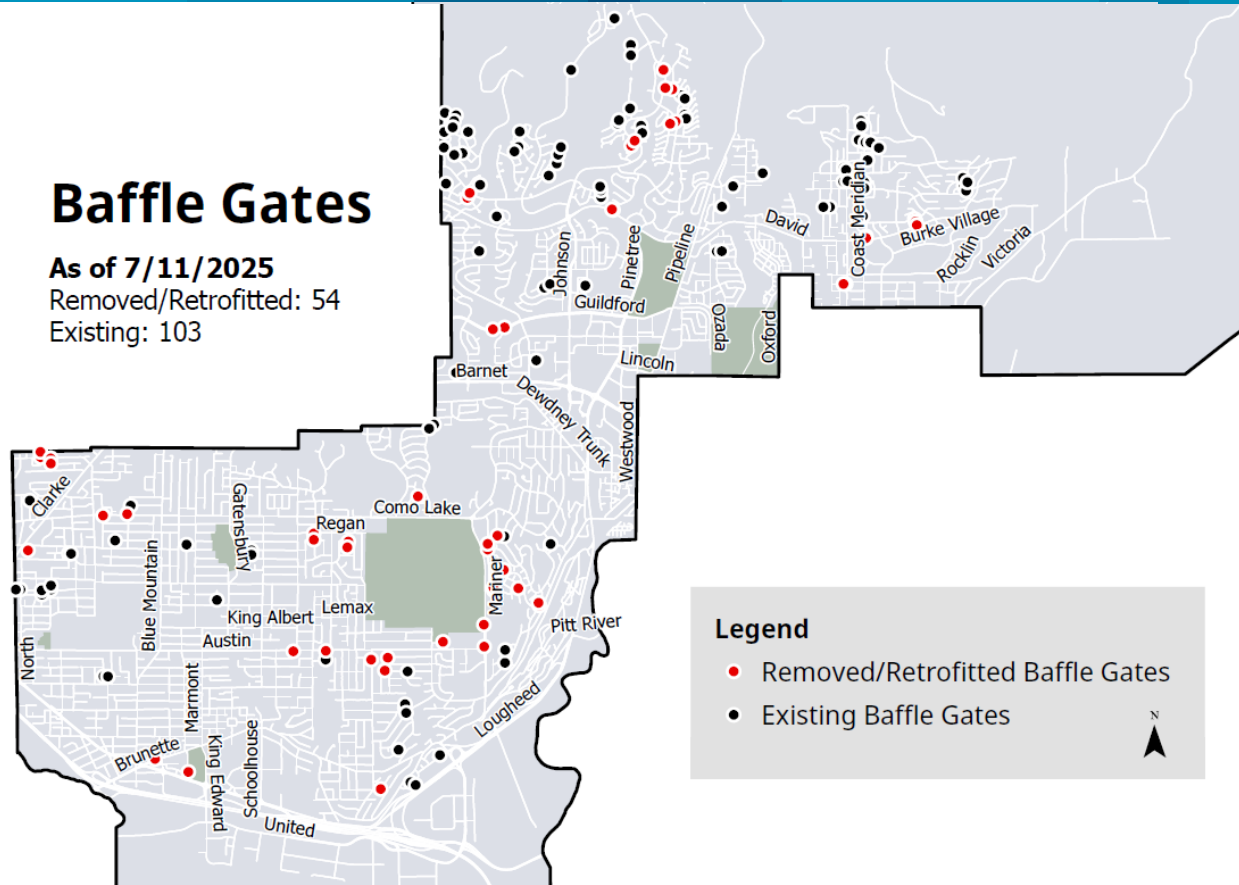 Baffle Gates
As of 7/11/2025
Removed/Retrofitted: 54
Existing: 103
David
Coast Meridian
Burke Village
Rocklin
Victoria
Johnson
Pinetree
Pipeline
Guildford
Ozada
Oxford
Lincoln
Barnet
Dewdney Trunk
Westwood
Clarke
Gatensbury
Como Lake
Regan
Blue Mountain
Mariner
Lemax
King Albert
Austin
Pitt River
North
Marmont
Lougheed
Brunette
King Edward
Schoolhouse
United
Legend
Removed/Retrofitted Baffle Gates
Existing Baffle Gates
N